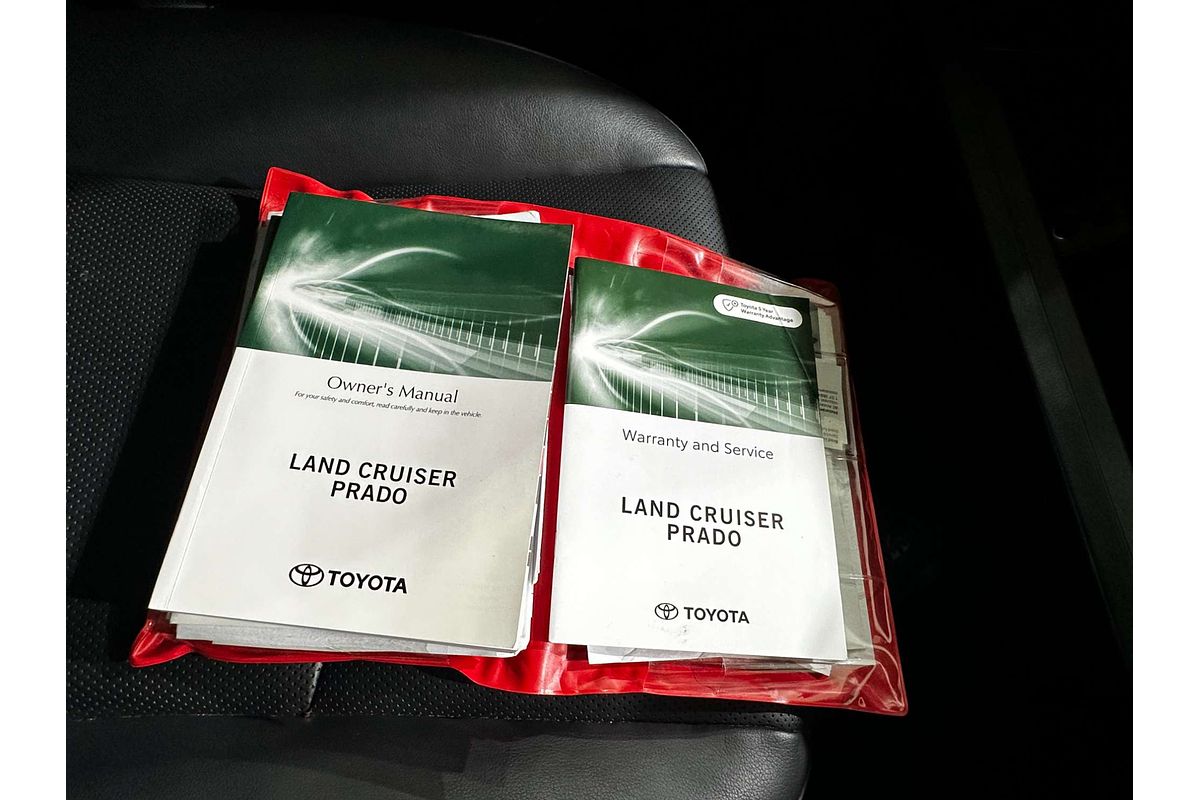 Owner's Manual
For your safety and comfort, read carefully and keep in the vehicle.
LAND CRUISER
PRADO
TOYOTA
Toyota 5 Year
Warranty Advantage
Warranty and Service
LAND CRUISER
PRADO
TOYOTA